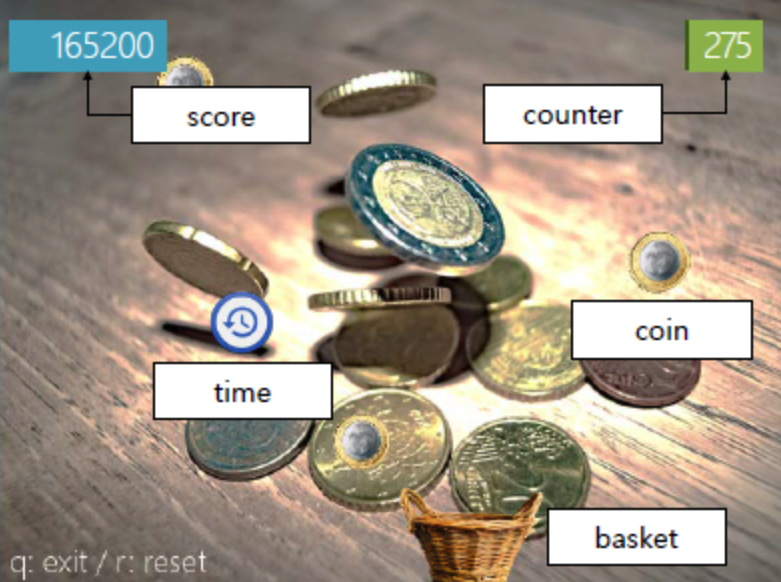 165200
275
score
counter
coin
time
basket
q: exit / r: reset